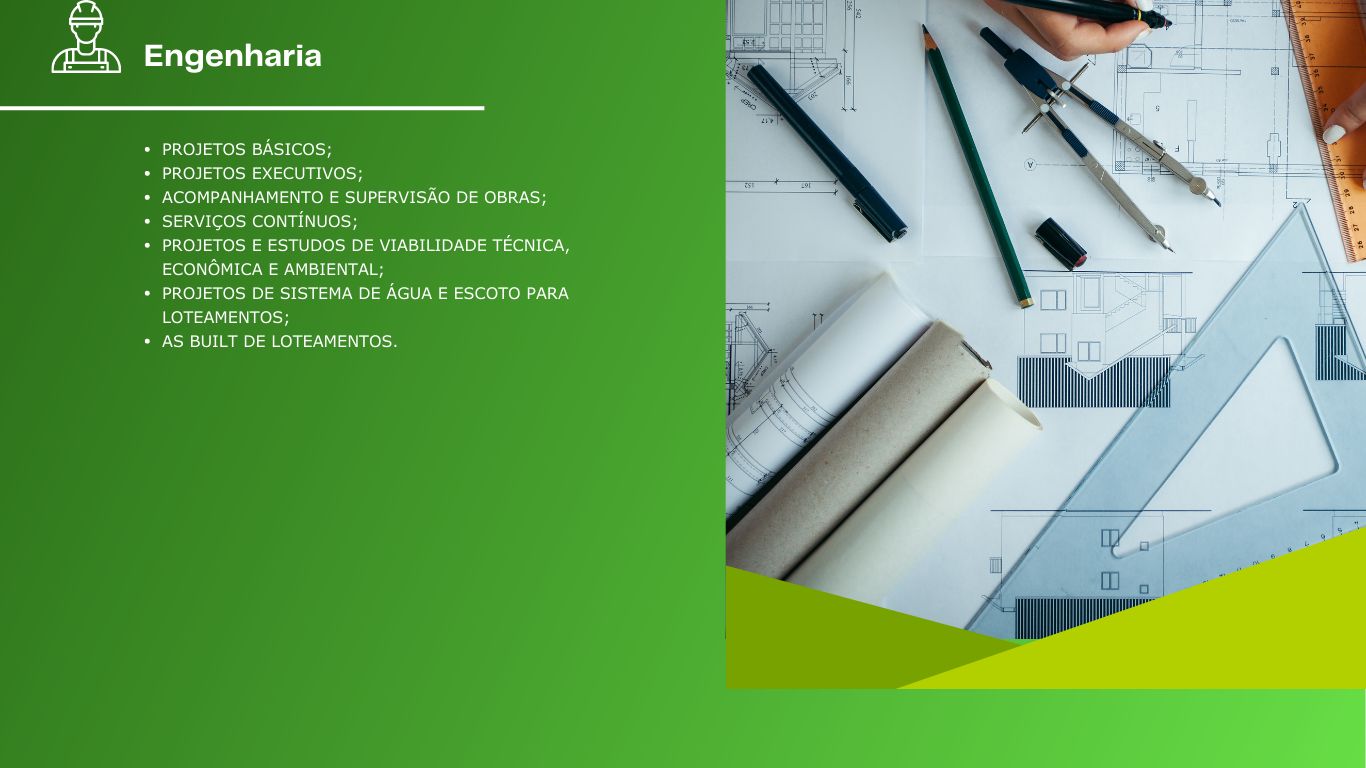 Engenharia
• PROJETOS BÁSICOS;
• PROJETOS EXECUTIVOS;
• ACOMPANHAMENTO E SUPERVISÃO DE OBRAS;
• SERVIÇOS CONTÍNUOS;
• PROJETOS E ESTUDOS DE VIABILIDADE TÉCNICA,
ECONÔMICA E AMBIENTAL;
• PROJETOS DE SISTEMA DE ÁGUA E ESCOTO PARA
LOTEAMENTOS;
• AS BUILT DE LOTEAMENTOS.